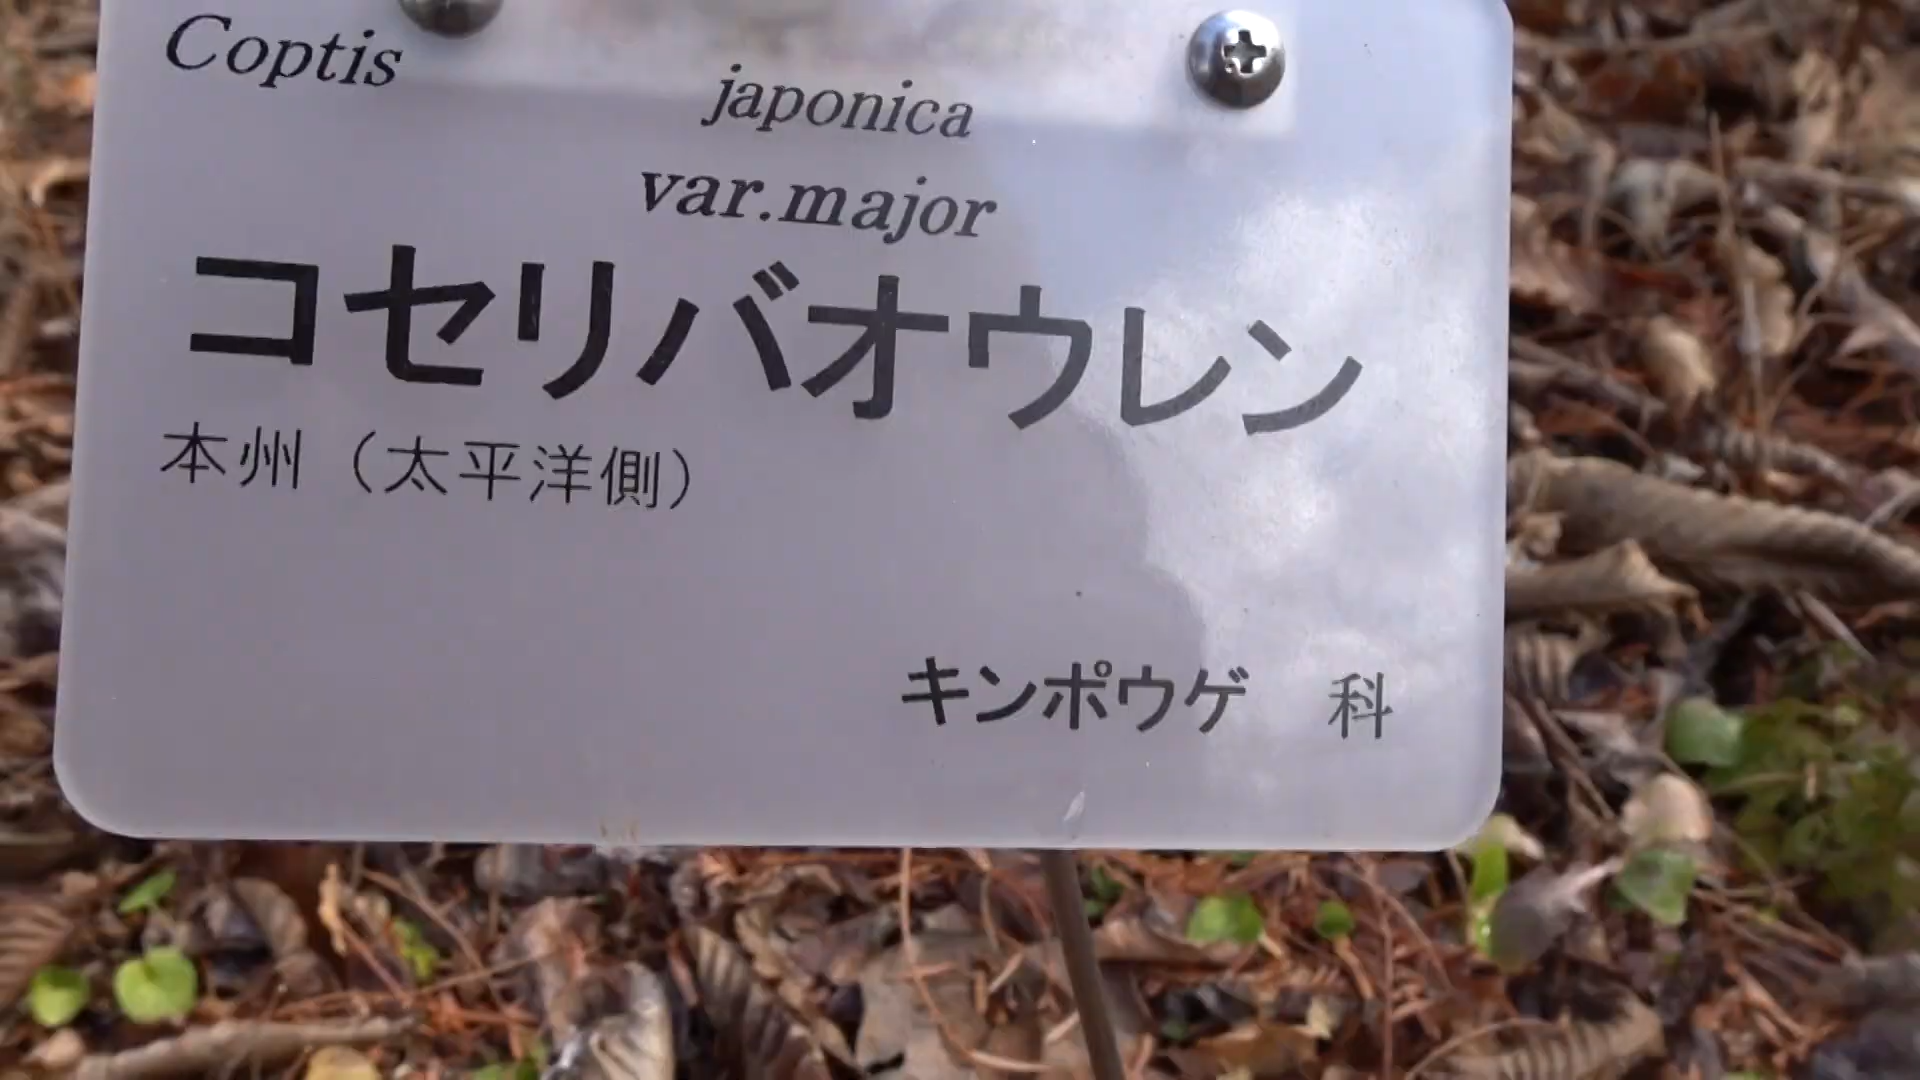 Coptis
japonica
var.major
コセリバオウレン
本州（太平洋側）
キンポウゲ　科